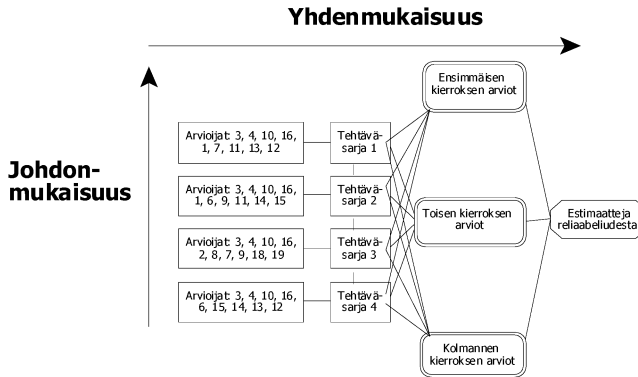 Yhdenmukaisuus
Johdon-
mukaisuus
Arvioijat: 3, 4, 10, 16,
1, 7, 11, 13, 12
Tehtävä-
sarja 1
Arvioijat: 3, 4, 10, 16,
1, 6, 9, 11, 14, 15
Tehtävä-
sarja 2
Arvioijat: 3, 4, 10, 16,
2, 8, 7, 9, 18, 19
Tehtävä-
sarja 3
Arvioijat: 3, 4, 10, 16,
6, 15, 14, 13, 12
Tehtävä-
sarja 4
Ensimmäisen
kierroksen arviot
Toisen kierroksen
arviot
Kolmannen
kierroksen arviot
Estimaatteja
reliaabeliudesta